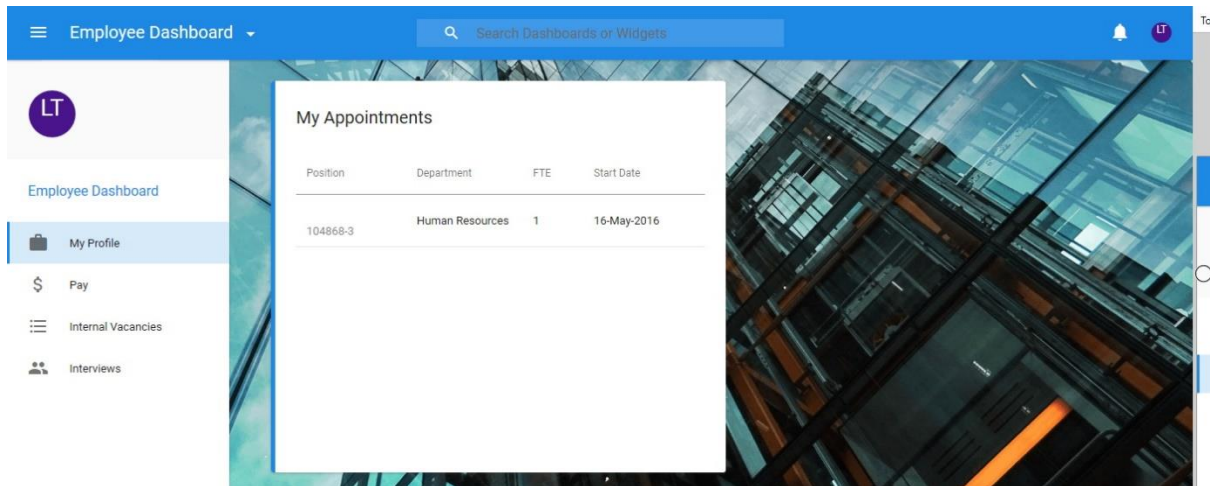 Employee Dashboard
Search Dashboards or Widgets
LT
To
LT
Employee Dashboard
My Profile
Pay
Internal Vacancies
Interviews
My Appointments
Position Department FTE Start Date
104868-3 Human Resources 1 16-May-2016